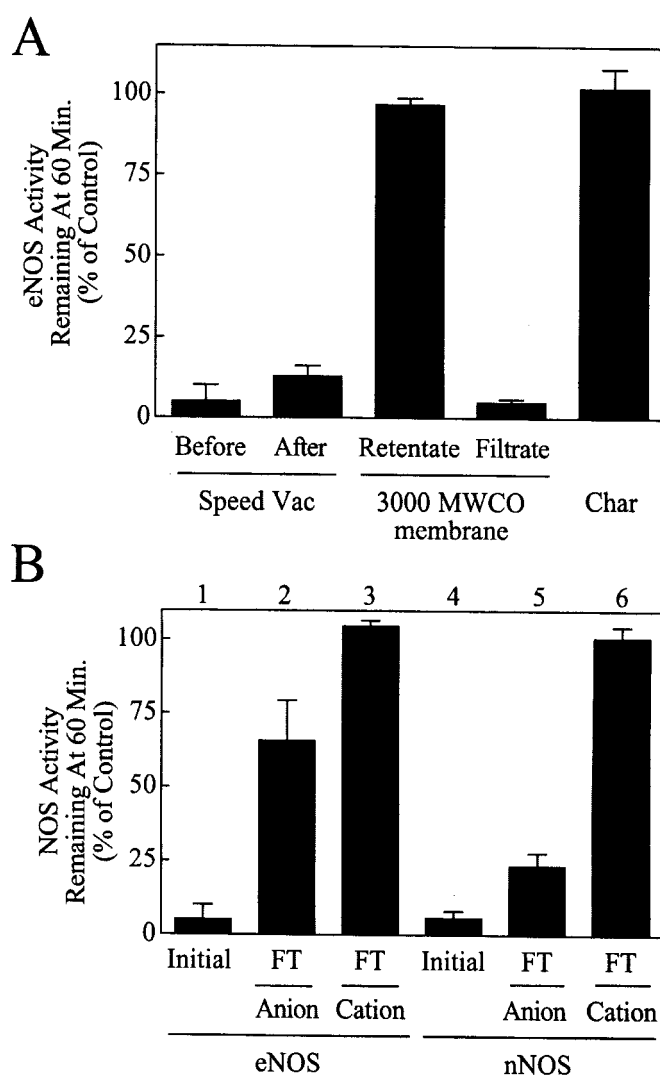 A
eNOS Activity
Remaining At 60 Min.
(% of Control)
100
75
50
25
0
Before After Retentate Filtrate
Speed Vac 3000 MWCO Char
membrane
B
1 2 3 4 5 6
NOS Activity
Remaining At 60 Min.
(% of Control)
100
75
50
25
0
Initial FT FT Initial FT FT
Anion Cation Anion Cation
eNOS nNOS